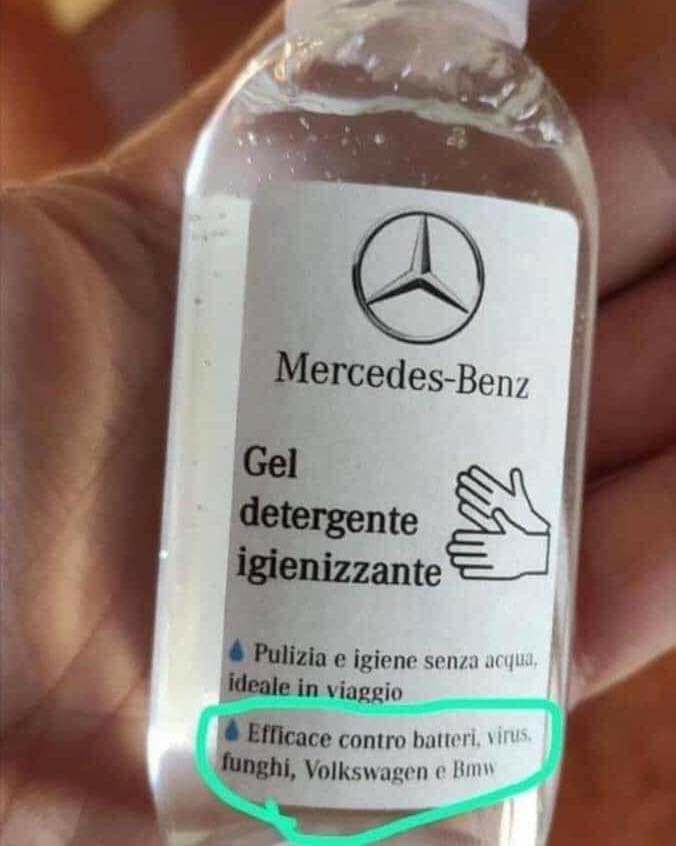 Mercedes-Benz
Gel
detergente
igienizzante
Pulizia e igiene senza acqua,
ideale in viaggio
Efficace contro batteri, virus,
funghi, Volkswagen e Bmw